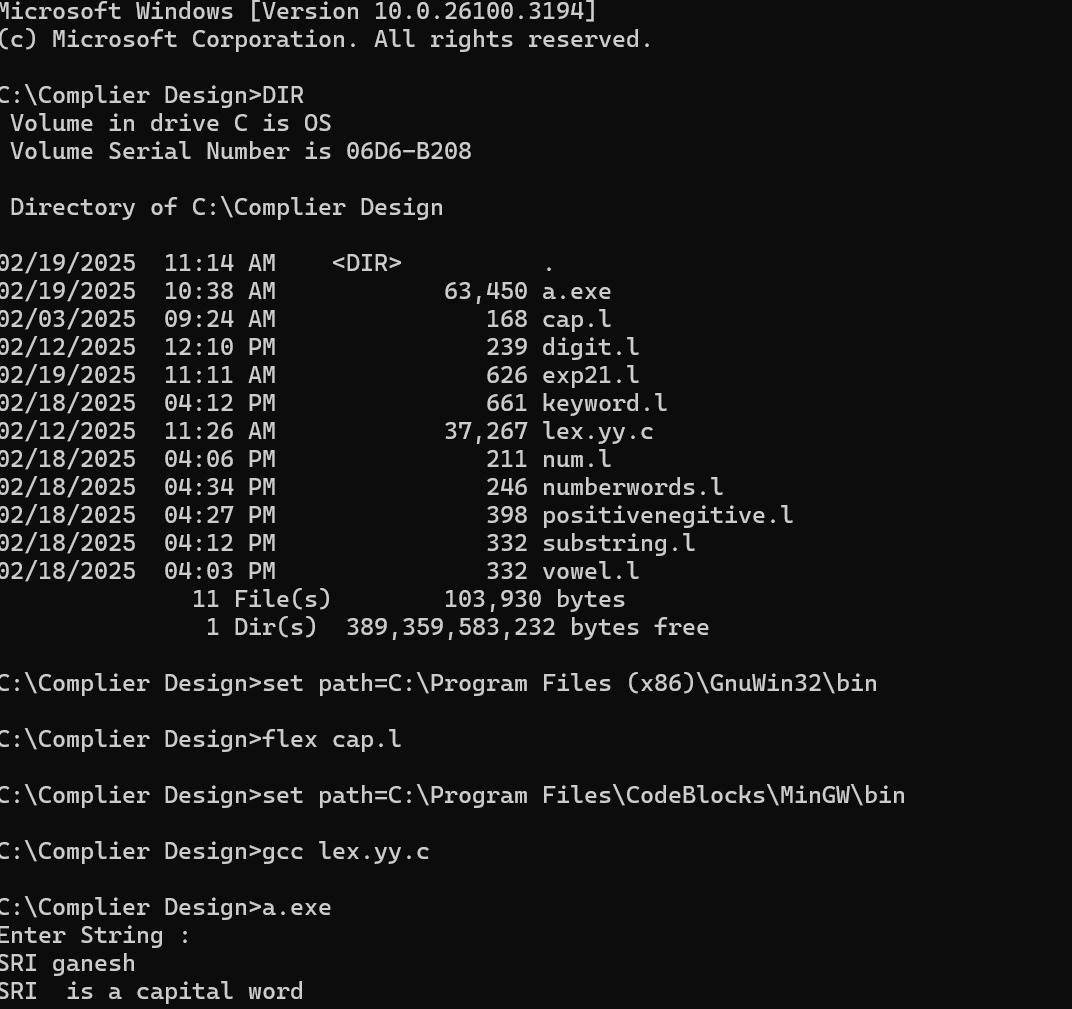 Microsoft Windows [Version 10.0.26100.3194]
(c) Microsoft Corporation. All rights reserved.
C:\Complier Design>DIR
Volume in drive C is OS
Volume Serial Number is 06D6-B208
Directory of C:\Complier Design
02/19/2025  11:14 AM    <DIR>          .
02/19/2025  10:38 AM            63,450 a.exe
02/03/2025  09:24 AM               168 cap.l
02/12/2025  12:10 PM               239 digit.l
02/19/2025  11:11 AM               626 exp21.l
02/18/2025  04:12 PM               661 keyword.l
02/12/2025  11:26 AM            37,267 lex.yy.c
02/18/2025  04:06 PM               211 num.l
02/18/2025  04:34 PM               246 numberwords.l
02/18/2025  04:27 PM               398 positivenegitive.l
02/18/2025  04:12 PM               332 substring.l
02/18/2025  04:03 PM               332 vowel.l
11 File(s)        103,930 bytes
1 Dir(s)  389,359,583,232 bytes free
C:\Complier Design>set path=C:\Program Files (x86)\GnuWin32\bin
C:\Complier Design>flex cap.l
C:\Complier Design>set path=C:\Program Files\CodeBlocks\MinGW\bin
C:\Complier Design>gcc lex.yy.c
C:\Complier Design>a.exe
Enter String :
SRI ganesh
SRI  is a capital word